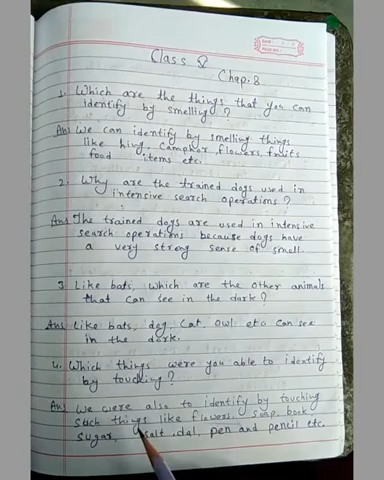 DATE
PAGE NO.
Class V
Chap. 8
1. Which are the things that you can
identify by smelling ?
Ans We can identify by smelling things
like hing, campher, flowers, fruits
food items etc.
2. Why are the trained dogs used in
intensive search operations ?
Ans The trained dogs are used in intensive
search operations because dogs have
a very strong sense of smell.
3 Like bats, which are the other animals
that can see in the dark ?
Ans Like bats, dog, cat, owl etc can see
in the dark.
4. Which things were you able to identify
by touching ?
Ans We were also to identify by touching
such things like flowers, soap, book,
sugar, salt, dal, pen and pencil etc.